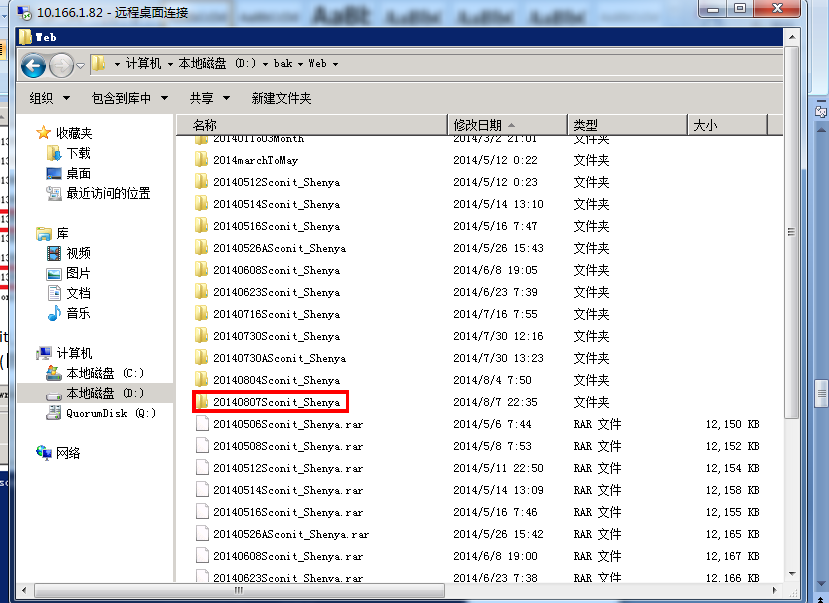 AaBb
10.166.1.82 - 远程桌面连接
Web
计算机 本地磁盘 (D:) bak Web
组织 包含到库中 共享 新建文件夹
收藏夹
下载
桌面
最近访问的位置
库
视频
图片
文档
音乐
计算机
本地磁盘 (C:)
本地磁盘 (D:)
QuorumDisk (Q:)
网络
名称 修改日期 类型 大小
201401To03Month 2014/3/2 21:01 文件夹
2014marchToMay 2014/5/12 0:22 文件夹
20140512Sconit_Shenya 2014/5/12 0:23 文件夹
20140514Sconit_Shenya 2014/5/14 13:10 文件夹
20140516Sconit_Shenya 2014/5/16 7:47 文件夹
20140526ASconit_Shenya 2014/5/26 15:43 文件夹
20140608Sconit_Shenya 2014/6/8 19:05 文件夹
20140623Sconit_Shenya 2014/6/23 7:39 文件夹
20140716Sconit_Shenya 2014/7/16 7:55 文件夹
20140730Sconit_Shenya 2014/7/30 12:16 文件夹
20140730ASconit_Shenya 2014/7/30 13:23 文件夹
20140804Sconit_Shenya 2014/8/4 7:50 文件夹
20140807Sconit_Shenya 2014/8/7 22:35 文件夹
20140506Sconit_Shenya.rar 2014/5/6 7:44 RAR 文件 12,150 KB
20140508Sconit_Shenya.rar 2014/5/8 7:53 RAR 文件 12,152 KB
20140512Sconit_Shenya.rar 2014/5/11 22:50 RAR 文件 12,154 KB
20140514Sconit_Shenya.rar 2014/5/14 13:09 RAR 文件 12,158 KB
20140516Sconit_Shenya.rar 2014/5/16 7:46 RAR 文件 12,155 KB
20140526ASconit_Shenya.rar 2014/5/26 15:42 RAR 文件 12,165 KB
20140608Sconit_Shenya.rar 2014/6/8 19:00 RAR 文件 12,167 KB
20140623Sconit_Shenya.rar 2014/6/23 7:38 RAR 文件 12,166 KB